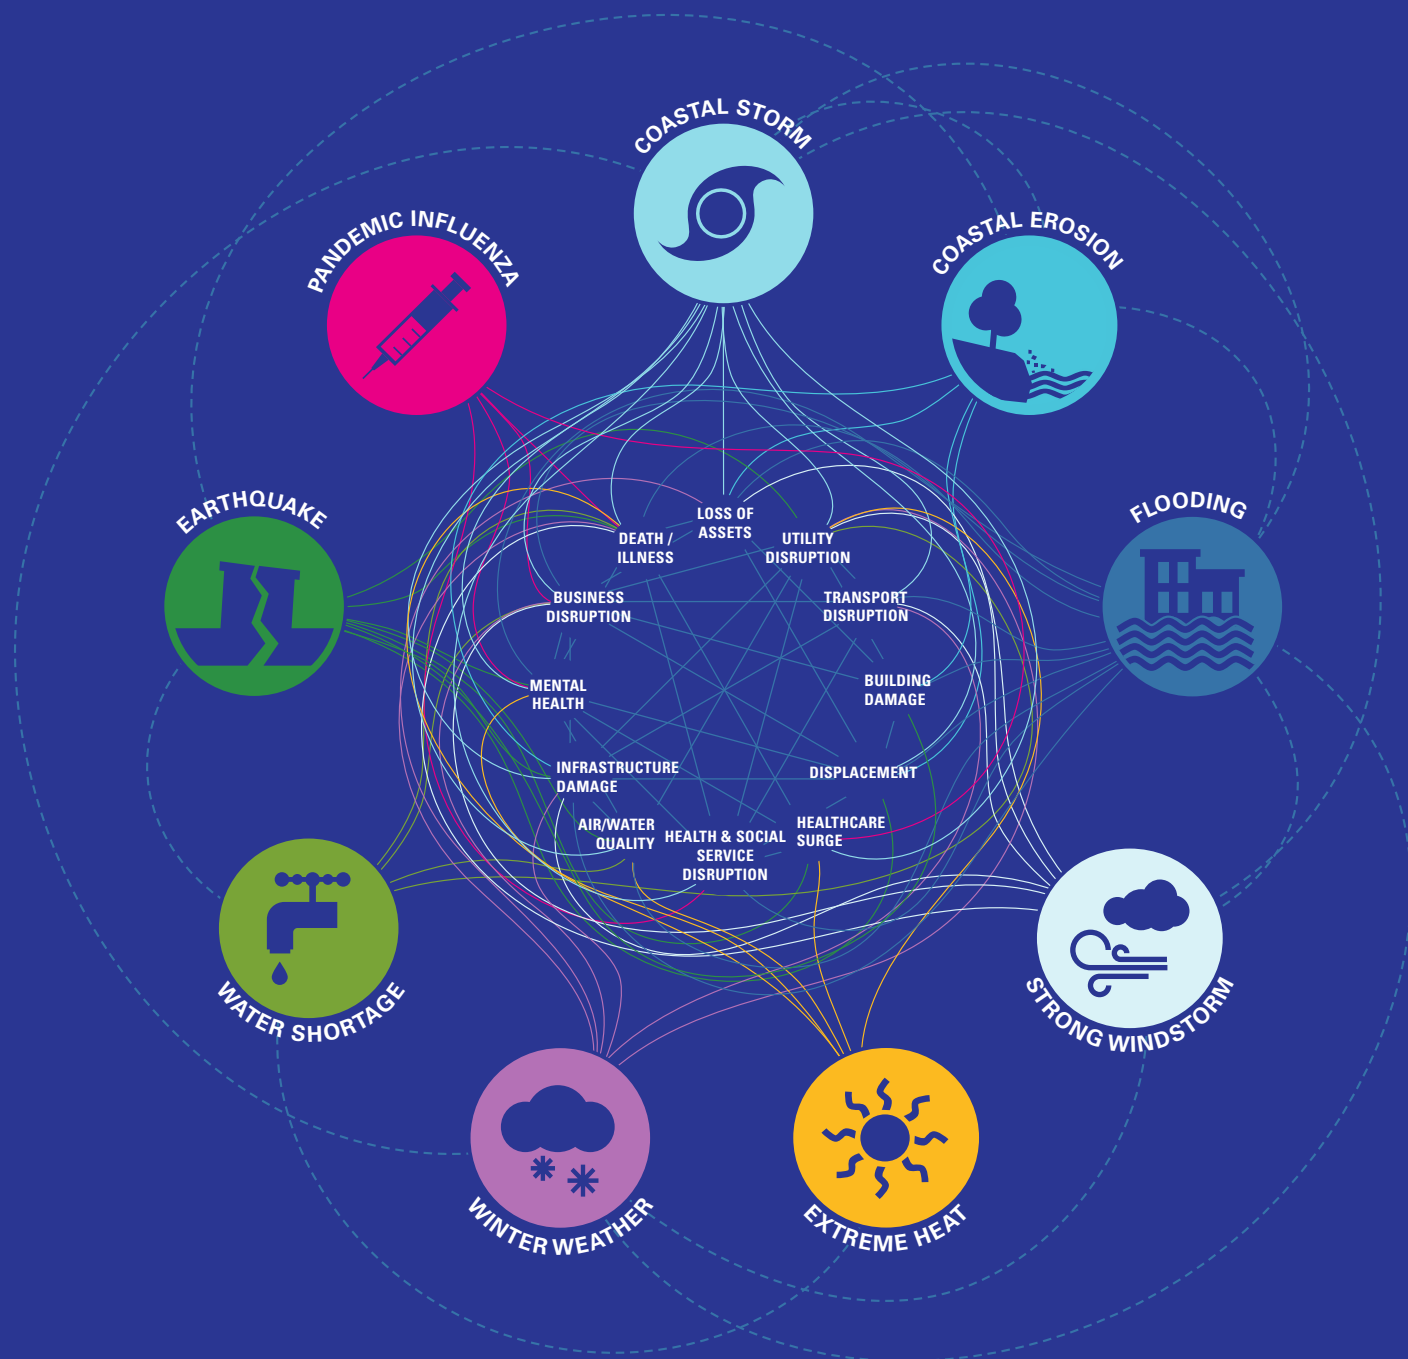 COASTAL STORM
PANDEMIC INFLUENZA
COASTAL EROSION
EARTHQUAKE
FLOODING
LOSS OF
ASSETS
DEATH /
ILLNESS
UTILITY
DISRUPTION
BUSINESS
DISRUPTION
TRANSPORT
DISRUPTION
MENTAL
HEALTH
BUILDING
DAMAGE
INFRASTRUCTURE
DAMAGE
DISPLACEMENT
AIR/WATER
QUALITY
HEALTH & SOCIAL
SERVICE
DISRUPTION
HEALTHCARE
SURGE
WATER SHORTAGE
STRONG WINDSTORM
WINTER WEATHER
EXTREME HEAT